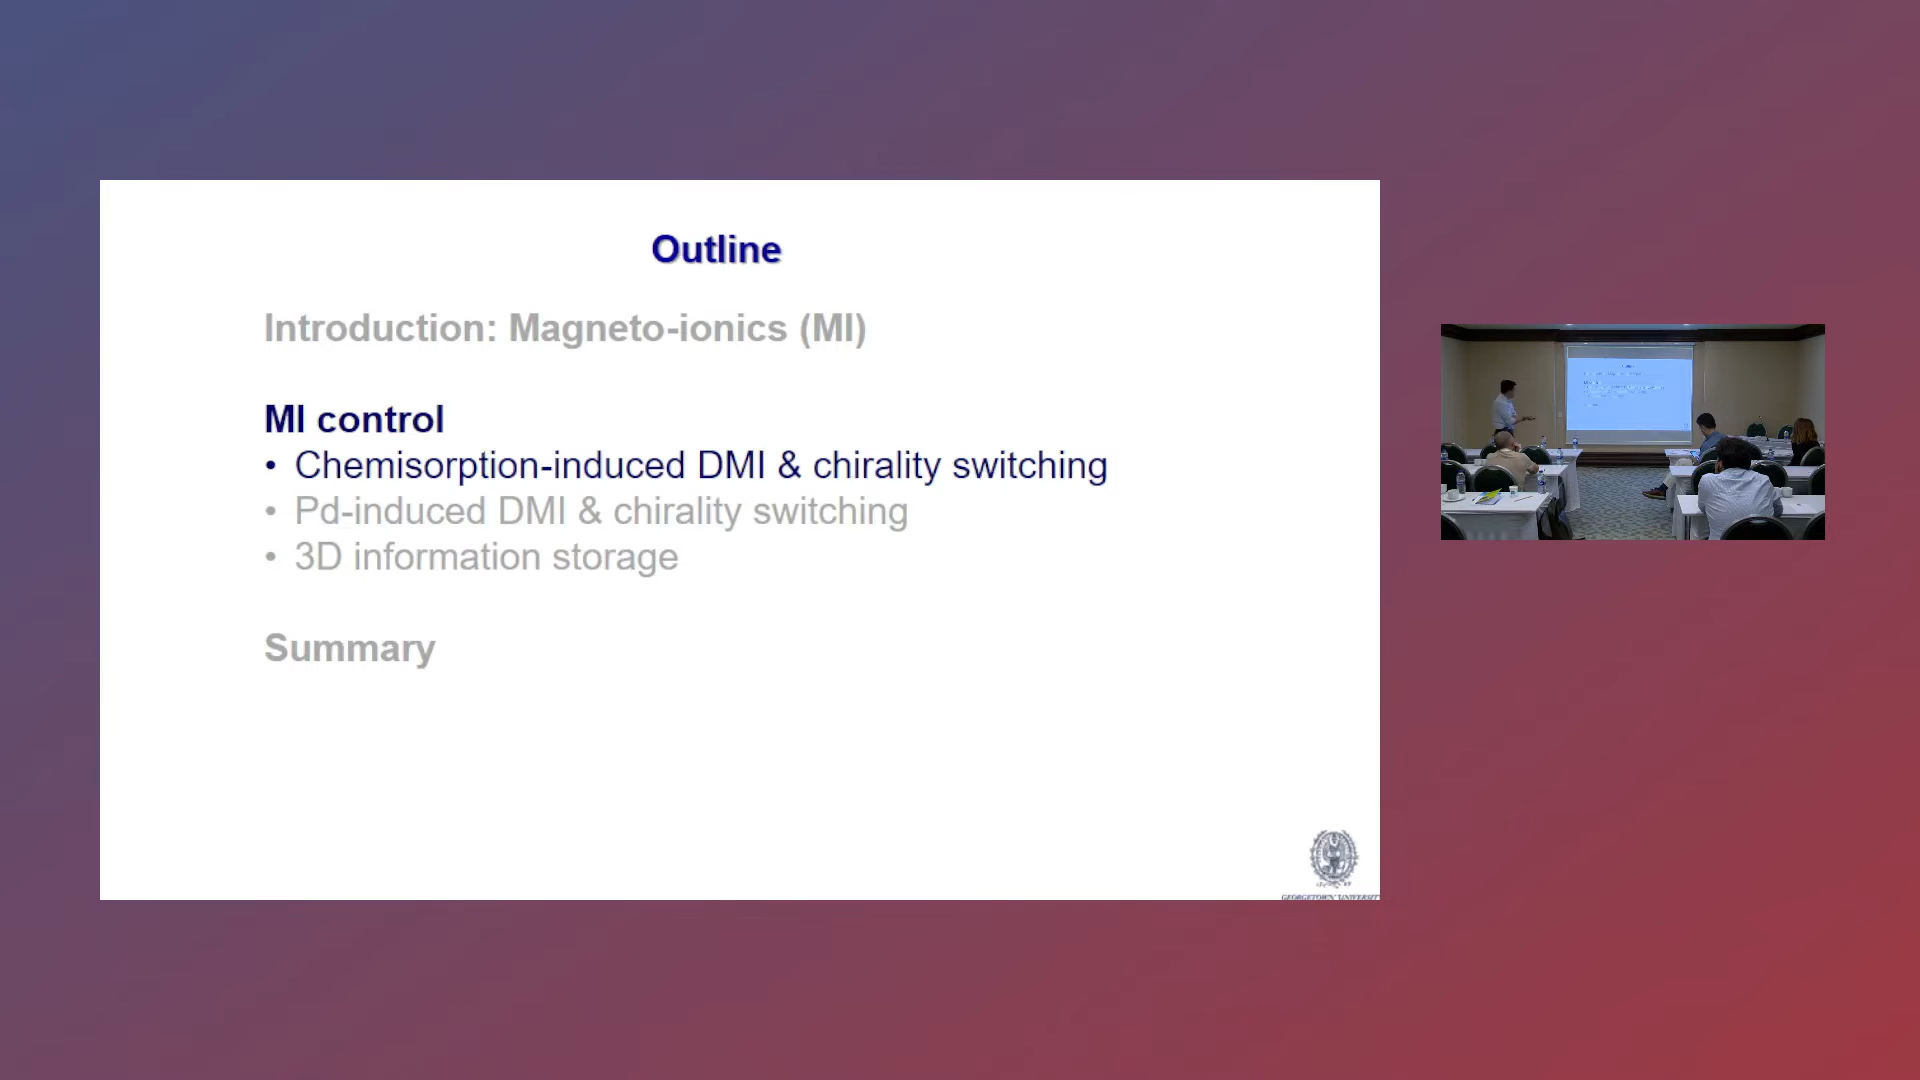 Outline
Introduction: Magneto-ionics (MI)
MI control
• Chemisorption-induced DMI & chirality switching
• Pd-induced DMI & chirality switching
• 3D information storage
Summary
GEORGETOWN UNIVERSITY